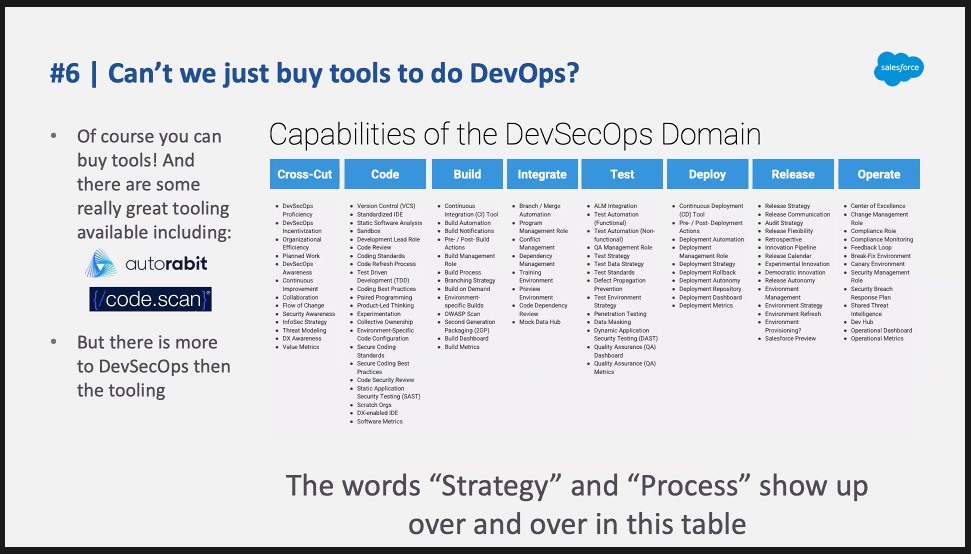 #6 | Can't we just buy tools to do DevOps?
salesforce
• Of course you can
buy tools! And
there are some
really great tooling
available including:
autorabit
{/code.scan}
• But there is more
to DevSecOps then
the tooling
Capabilities of the DevSecOps Domain
Cross-Cut
• DevSecOps
Proficiency
• DevSecOps
Incentivization
• Organizational
Efficiency
• Planned Work
• DevSecOps
Awareness
• Continuous
Improvement
• Collaboration
• Flow of Change
• Security Awareness
• InfoSec Strategy
• Threat Modeling
• DX Awareness
• Value Metrics
Code
• Version Control (VCS)
• Standardized IDE
• Static Software Analysis
• Sandbox
• Development Lead Role
• Code Review
• Coding Standards
• Code Refresh Process
• Test Driven
Development (TDD)
• Coding Best Practices
• Paired Programming
• Product-Led Thinking
• Experimentation
• Collective Ownership
• Environment-Specific
Code Configuration
• Secure Coding
Standards
• Secure Coding Best
Practices
• Code Security Review
• Static Application
Security Testing (SAST)
• Scratch Orgs
• DX-enabled IDE
• Software Metrics
Build
• Continuous
Integration (CI) Tool
• Build Automation
• Build Notifications
• Pre- / Post- Build
Actions
• Build Management
Role
• Build Process
• Branching Strategy
• Build on Demand
• Environment-
specific Builds
• OWASP Scan
• Second Generation
Packaging (2GP)
• Build Dashboard
• Build Metrics
Integrate
• Branch / Merge
Automation
• Program
Management Role
• Conflict
Management
• Dependency
Management
• Training
Environment
• Preview
Environment
• Code Dependency
Review
• Mock Data Hub
Test
• ALM Integration
• Test Automation
(Functional)
• Test Automation (Non-
functional)
• QA Management Role
• Test Strategy
• Test Data Strategy
• Test Standards
• Defect Propagation
Prevention
• Test Environment
Strategy
• Penetration Testing
• Data Masking
• Dynamic Application
Security Testing (DAST)
• Quality Assurance (QA)
Dashboard
• Quality Assurance (QA)
Metrics
Deploy
• Continuous Deployment
(CD) Tool
• Pre- / Post- Deployment
Actions
• Deployment Automation
• Deployment
Management Role
• Deployment Strategy
• Deployment Rollback
• Deployment Autonomy
• Deployment Repository
• Deployment Dashboard
• Deployment Metrics
Release
• Release Strategy
• Release Communication
• Audit Strategy
• Release Flexibility
• Retrospective
• Innovation Pipeline
• Release Calendar
• Experimental Innovation
• Democratic Innovation
• Release Autonomy
• Environment
Management
• Environment Strategy
• Environment Refresh
• Environment
Provisioning?
• Salesforce Preview
Operate
• Center of Excellence
• Change Management
Role
• Compliance Role
• Compliance Monitoring
• Feedback Loop
• Break-Fix Environment
• Canary Environment
• Security Management
Role
• Security Breach
Response Plan
• Shared Threat
Intelligence
• Dev Hub
• Operational Dashboard
• Operational Metrics
The words “Strategy” and “Process” show up
over and over in this table